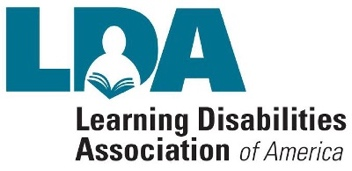 LDA
Learning Disabilities
Association of America